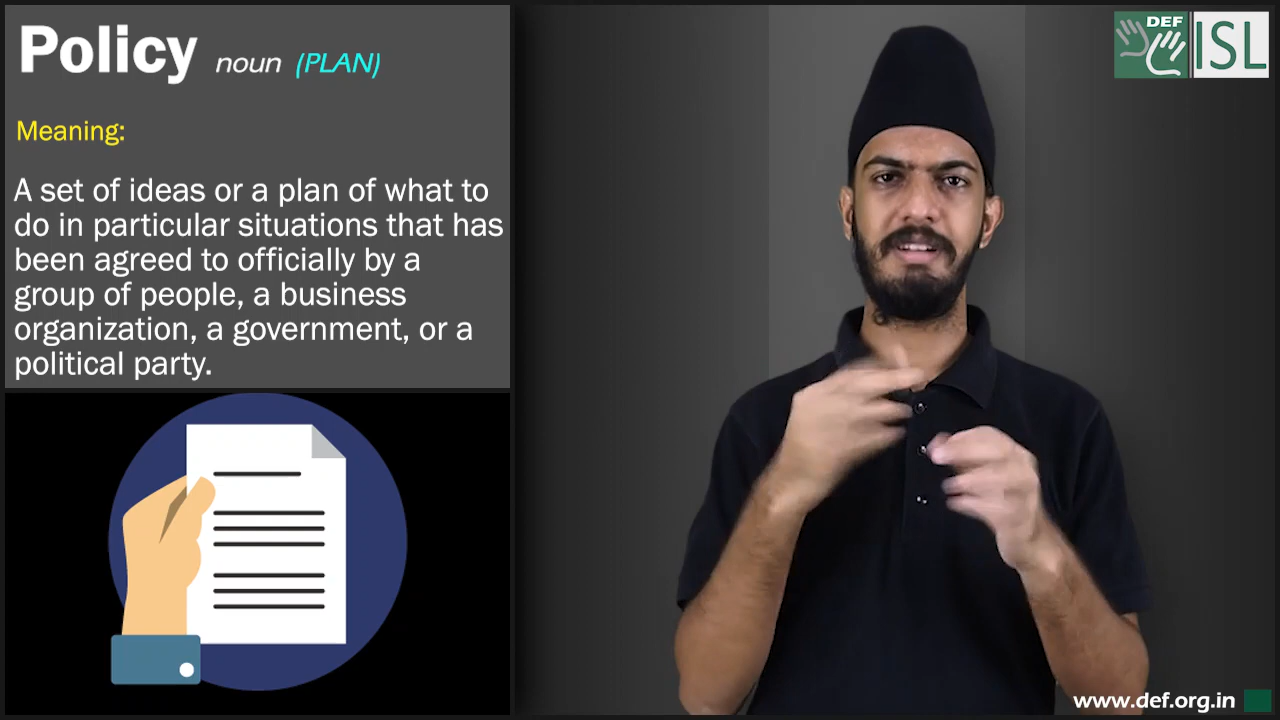 Policy noun (PLAN)
Meaning:
A set of ideas or a plan of what to
do in particular situations that has
been agreed to officially by a
group of people, a business
organization, a government, or a
political party.
DEF
ISL
www.def.org.in